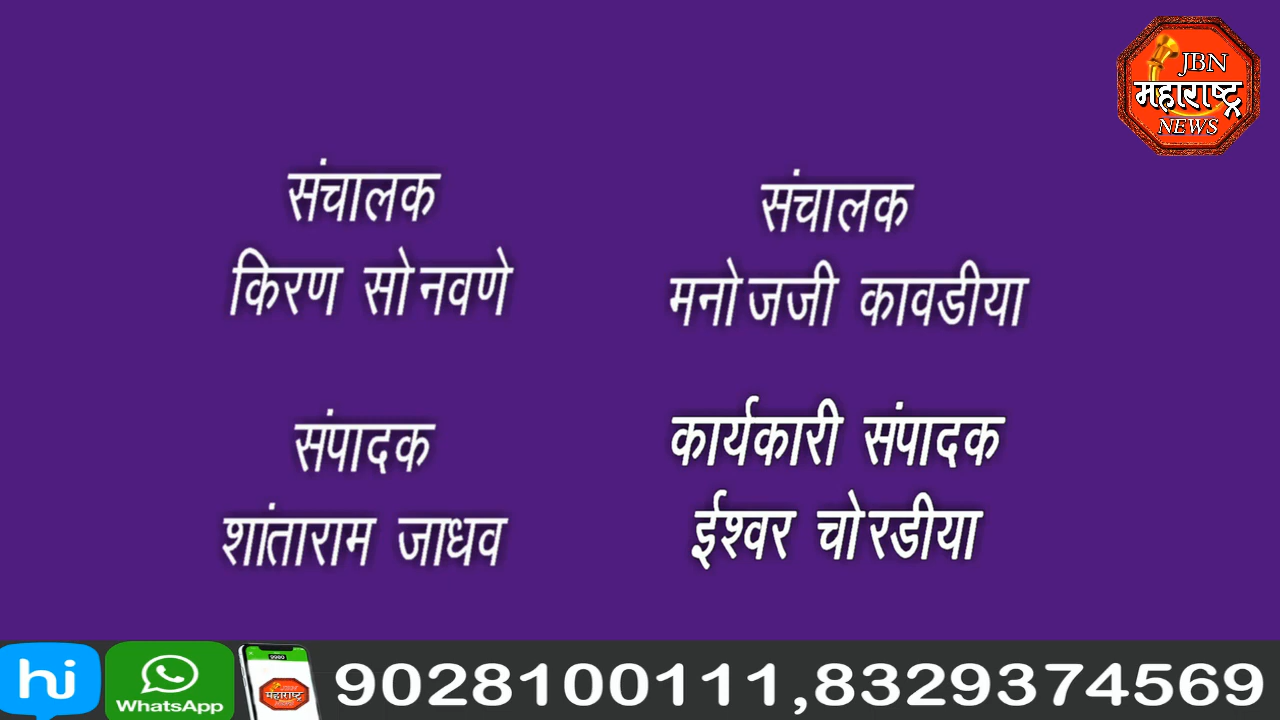 JBN
महाराष्ट्र
NEWS
संचालक
किरण सोनवणे
संचालक
मनोजजी कावडीया
संपादक
शांताराम जाधव
कार्यकारी संपादक
ईश्वर चोरडीया
hi
WhatsApp
महाराष्ट्र
9028100111,8329374569